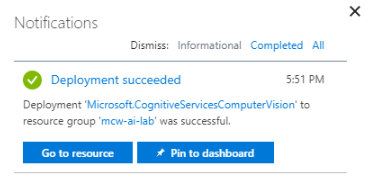 Notifications
Dismiss: Informational Completed All
Deployment succeeded 5:51 PM
Deployment 'Microsoft.CognitiveServicesComputerVision' to
resource group 'mcw-ai-lab' was successful.
Go to resource Pin to dashboard